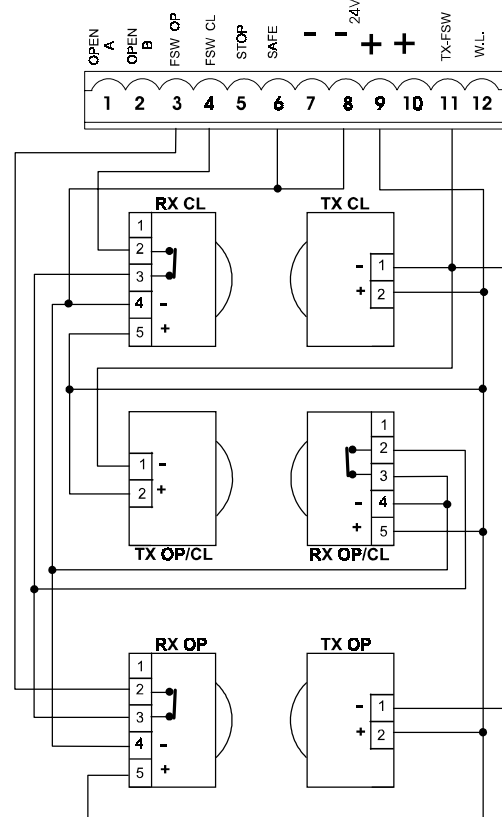 OPEN A
OPEN B
FSW OP
FSW CL
STOP
SAFE
-
- 24V
+
+
TX-FSW
W.L.
1 2 3 4 5 6 7 8 9 10 11 12
RX CL
1
2
3
4 -
5 +
TX CL
- 1
+ 2
1 -
2 +
TX OP/CL
1
2
3
- 4
+ 5
RX OP/CL
RX OP
1
2
3
4 -
5 +
TX OP
- 1
+ 2